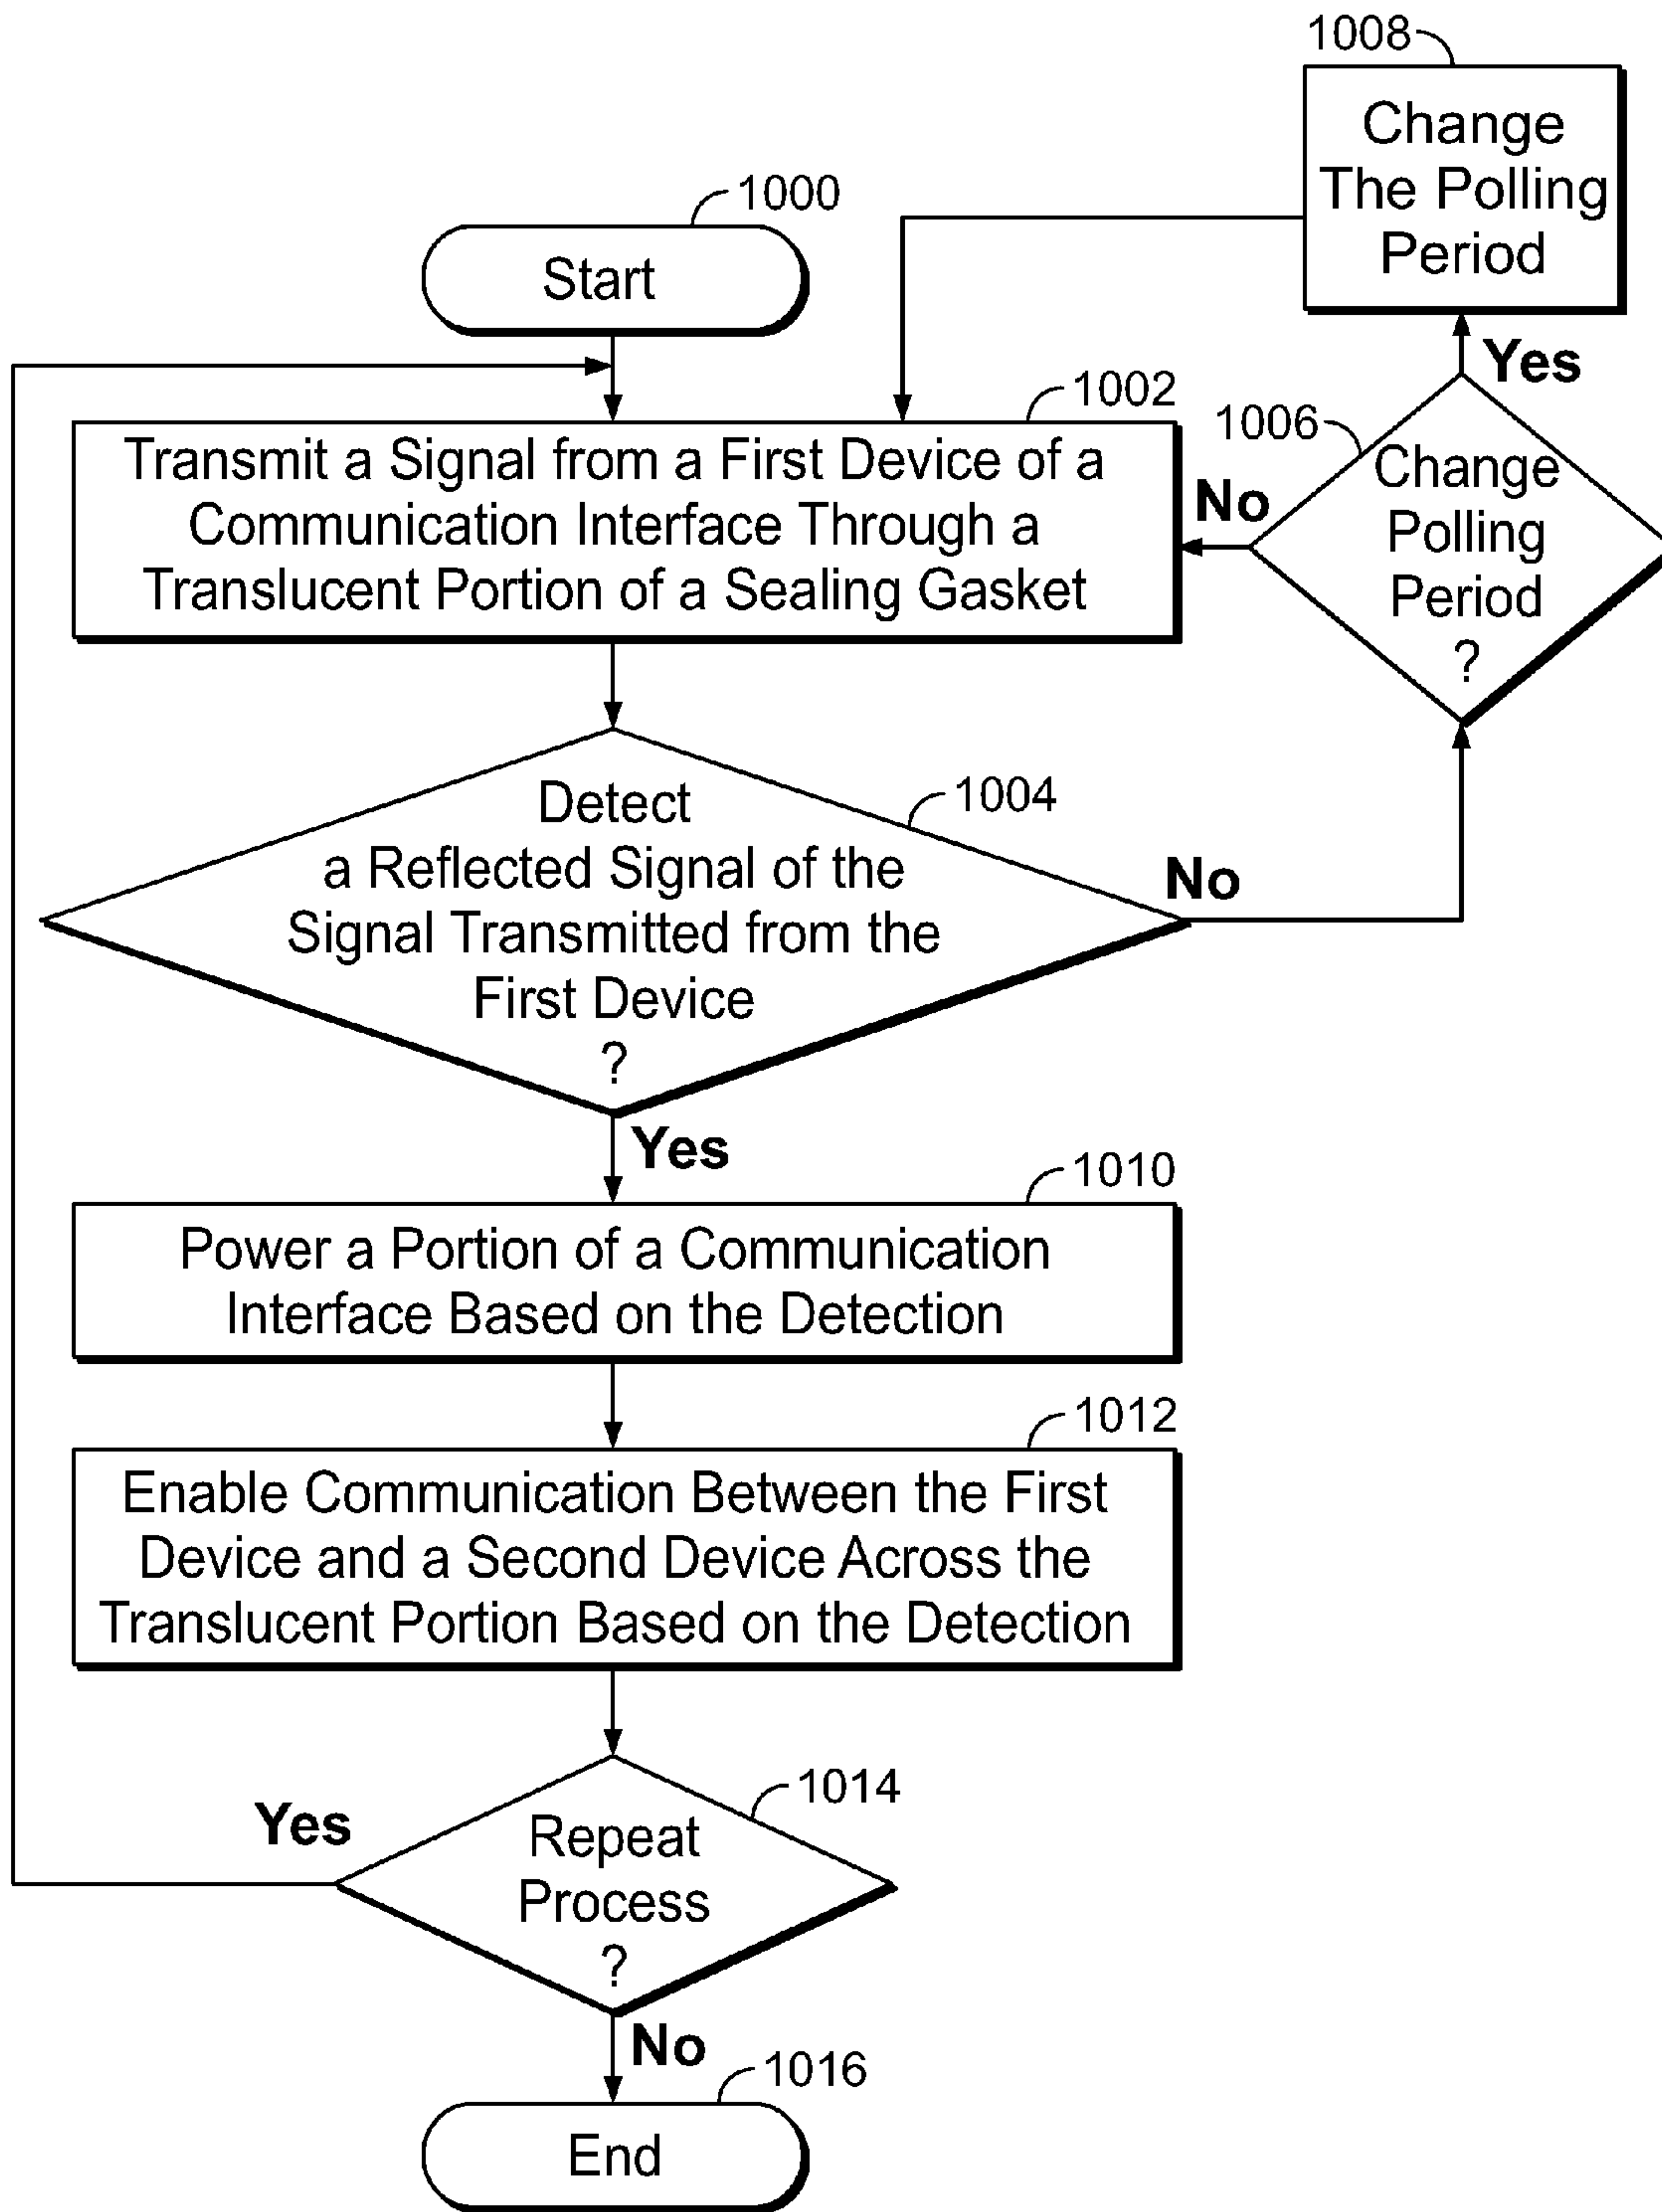 1008
Change
The Polling
Period
1000
Start
Yes
1002
Transmit a Signal from a First Device of a
Communication Interface Through a
Translucent Portion of a Sealing Gasket
1006
No
Change
Polling
Period
?
1004
Detect
a Reflected Signal of the
Signal Transmitted from the
First Device
?
No
Yes
1010
Power a Portion of a Communication
Interface Based on the Detection
1012
Enable Communication Between the First
Device and a Second Device Across the
Translucent Portion Based on the Detection
1014
Yes
Repeat
Process
?
No
1016
End